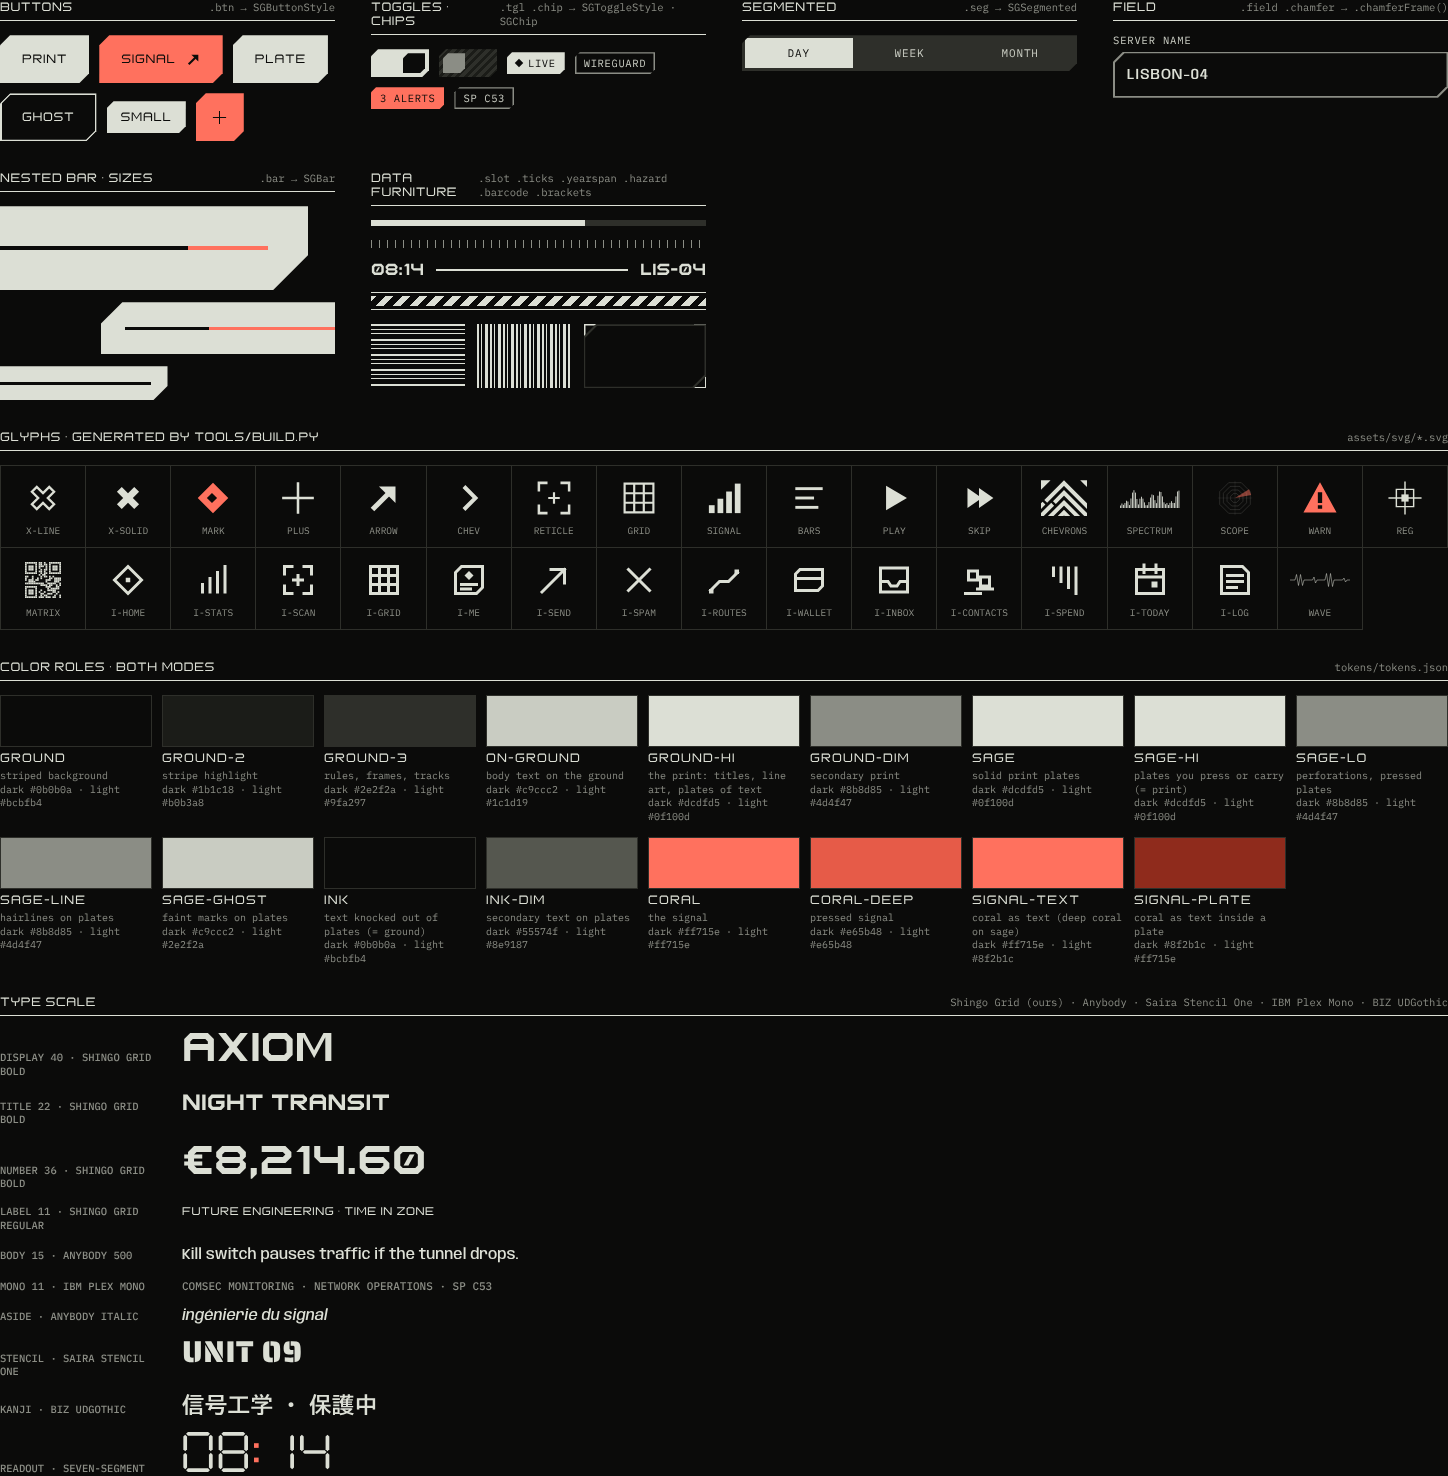 BUTTONS
.btn → SGButtonStyle
PRINT
SIGNAL
PLATE
GHOST
SMALL
TOGGLES ·
CHIPS
.tgl .chip → SGToggleStyle ·
SGChip
LIVE
WIREGUARD
3 ALERTS
SP C53
SEGMENTED
.seg → SGSegmented
DAY
WEEK
MONTH
FIELD
.field .chamfer → .chamferFrame()
SERVER NAME
LISBON-04
NESTED BAR · SIZES
.bar → SGBar
DATA
FURNITURE
.slot .ticks .yearspan .hazard
.barcode .brackets
08:14
LIS-04
GLYPHS · GENERATED BY TOOLS/BUILD.PY
assets/svg/*.svg
X-LINE
X-SOLID
MARK
PLUS
ARROW
CHEV
RETICLE
GRID
SIGNAL
BARS
PLAY
SKIP
CHEVRONS
SPECTRUM
SCOPE
WARN
REG
MATRIX
I-HOME
I-STATS
I-SCAN
I-GRID
I-ME
I-SEND
I-SPAM
I-ROUTES
I-WALLET
I-INBOX
I-CONTACTS
I-SPEND
I-TODAY
I-LOG
WAVE
COLOR ROLES · BOTH MODES
tokens/tokens.json
GROUND
striped background
dark #0b0b0a · light
#bcbfb4
GROUND-2
stripe highlight
dark #1b1c18 · light
#b0b3a8
GROUND-3
rules, frames, tracks
dark #2e2f2a · light
#9fa297
ON-GROUND
body text on the ground
dark #c9ccc2 · light
#1c1d19
GROUND-HI
the print: titles, line
art, plates of text
dark #dcdfd5 · light
#0f100d
GROUND-DIM
secondary print
dark #8b8d85 · light
#4d4f47
SAGE
solid print plates
dark #dcdfd5 · light
#0f100d
SAGE-HI
plates you press or carry
(= print)
dark #dcdfd5 · light
#0f100d
SAGE-LO
perforations, pressed
plates
dark #8b8d85 · light
#4d4f47
SAGE-LINE
hairlines on plates
dark #8b8d85 · light
#4d4f47
SAGE-GHOST
faint marks on plates
dark #c9ccc2 · light
#2e2f2a
INK
text knocked out of
plates (= ground)
dark #0b0b0a · light
#bcbfb4
INK-DIM
secondary text on plates
dark #55574f · light
#8e9187
CORAL
the signal
dark #ff715e · light
#ff715e
CORAL-DEEP
pressed signal
dark #e65b48 · light
#e65b48
SIGNAL-TEXT
coral as text (deep coral
on sage)
dark #ff715e · light
#8f2b1c
SIGNAL-PLATE
coral as text inside a
plate
dark #8f2b1c · light
#ff715e
TYPE SCALE
Shingo Grid (ours) · Anybody · Saira Stencil One · IBM Plex Mono · BIZ UDGothic
DISPLAY 40 · SHINGO GRID
BOLD
AXIOM
TITLE 22 · SHINGO GRID
BOLD
NIGHT TRANSIT
NUMBER 36 · SHINGO GRID
BOLD
€8,214.60
LABEL 11 · SHINGO GRID
REGULAR
FUTURE ENGINEERING · TIME IN ZONE
BODY 15 · ANYBODY 500
Kill switch pauses traffic if the tunnel drops.
MONO 11 · IBM PLEX MONO
COMSEC MONITORING · NETWORK OPERATIONS · SP C53
ASIDE · ANYBODY ITALIC
ingénierie du signal
STENCIL · SAIRA STENCIL
ONE
UNIT 09
KANJI · BIZ UDGOTHIC
信号工学 ・ 保護中
READOUT · SEVEN-SEGMENT
08:14